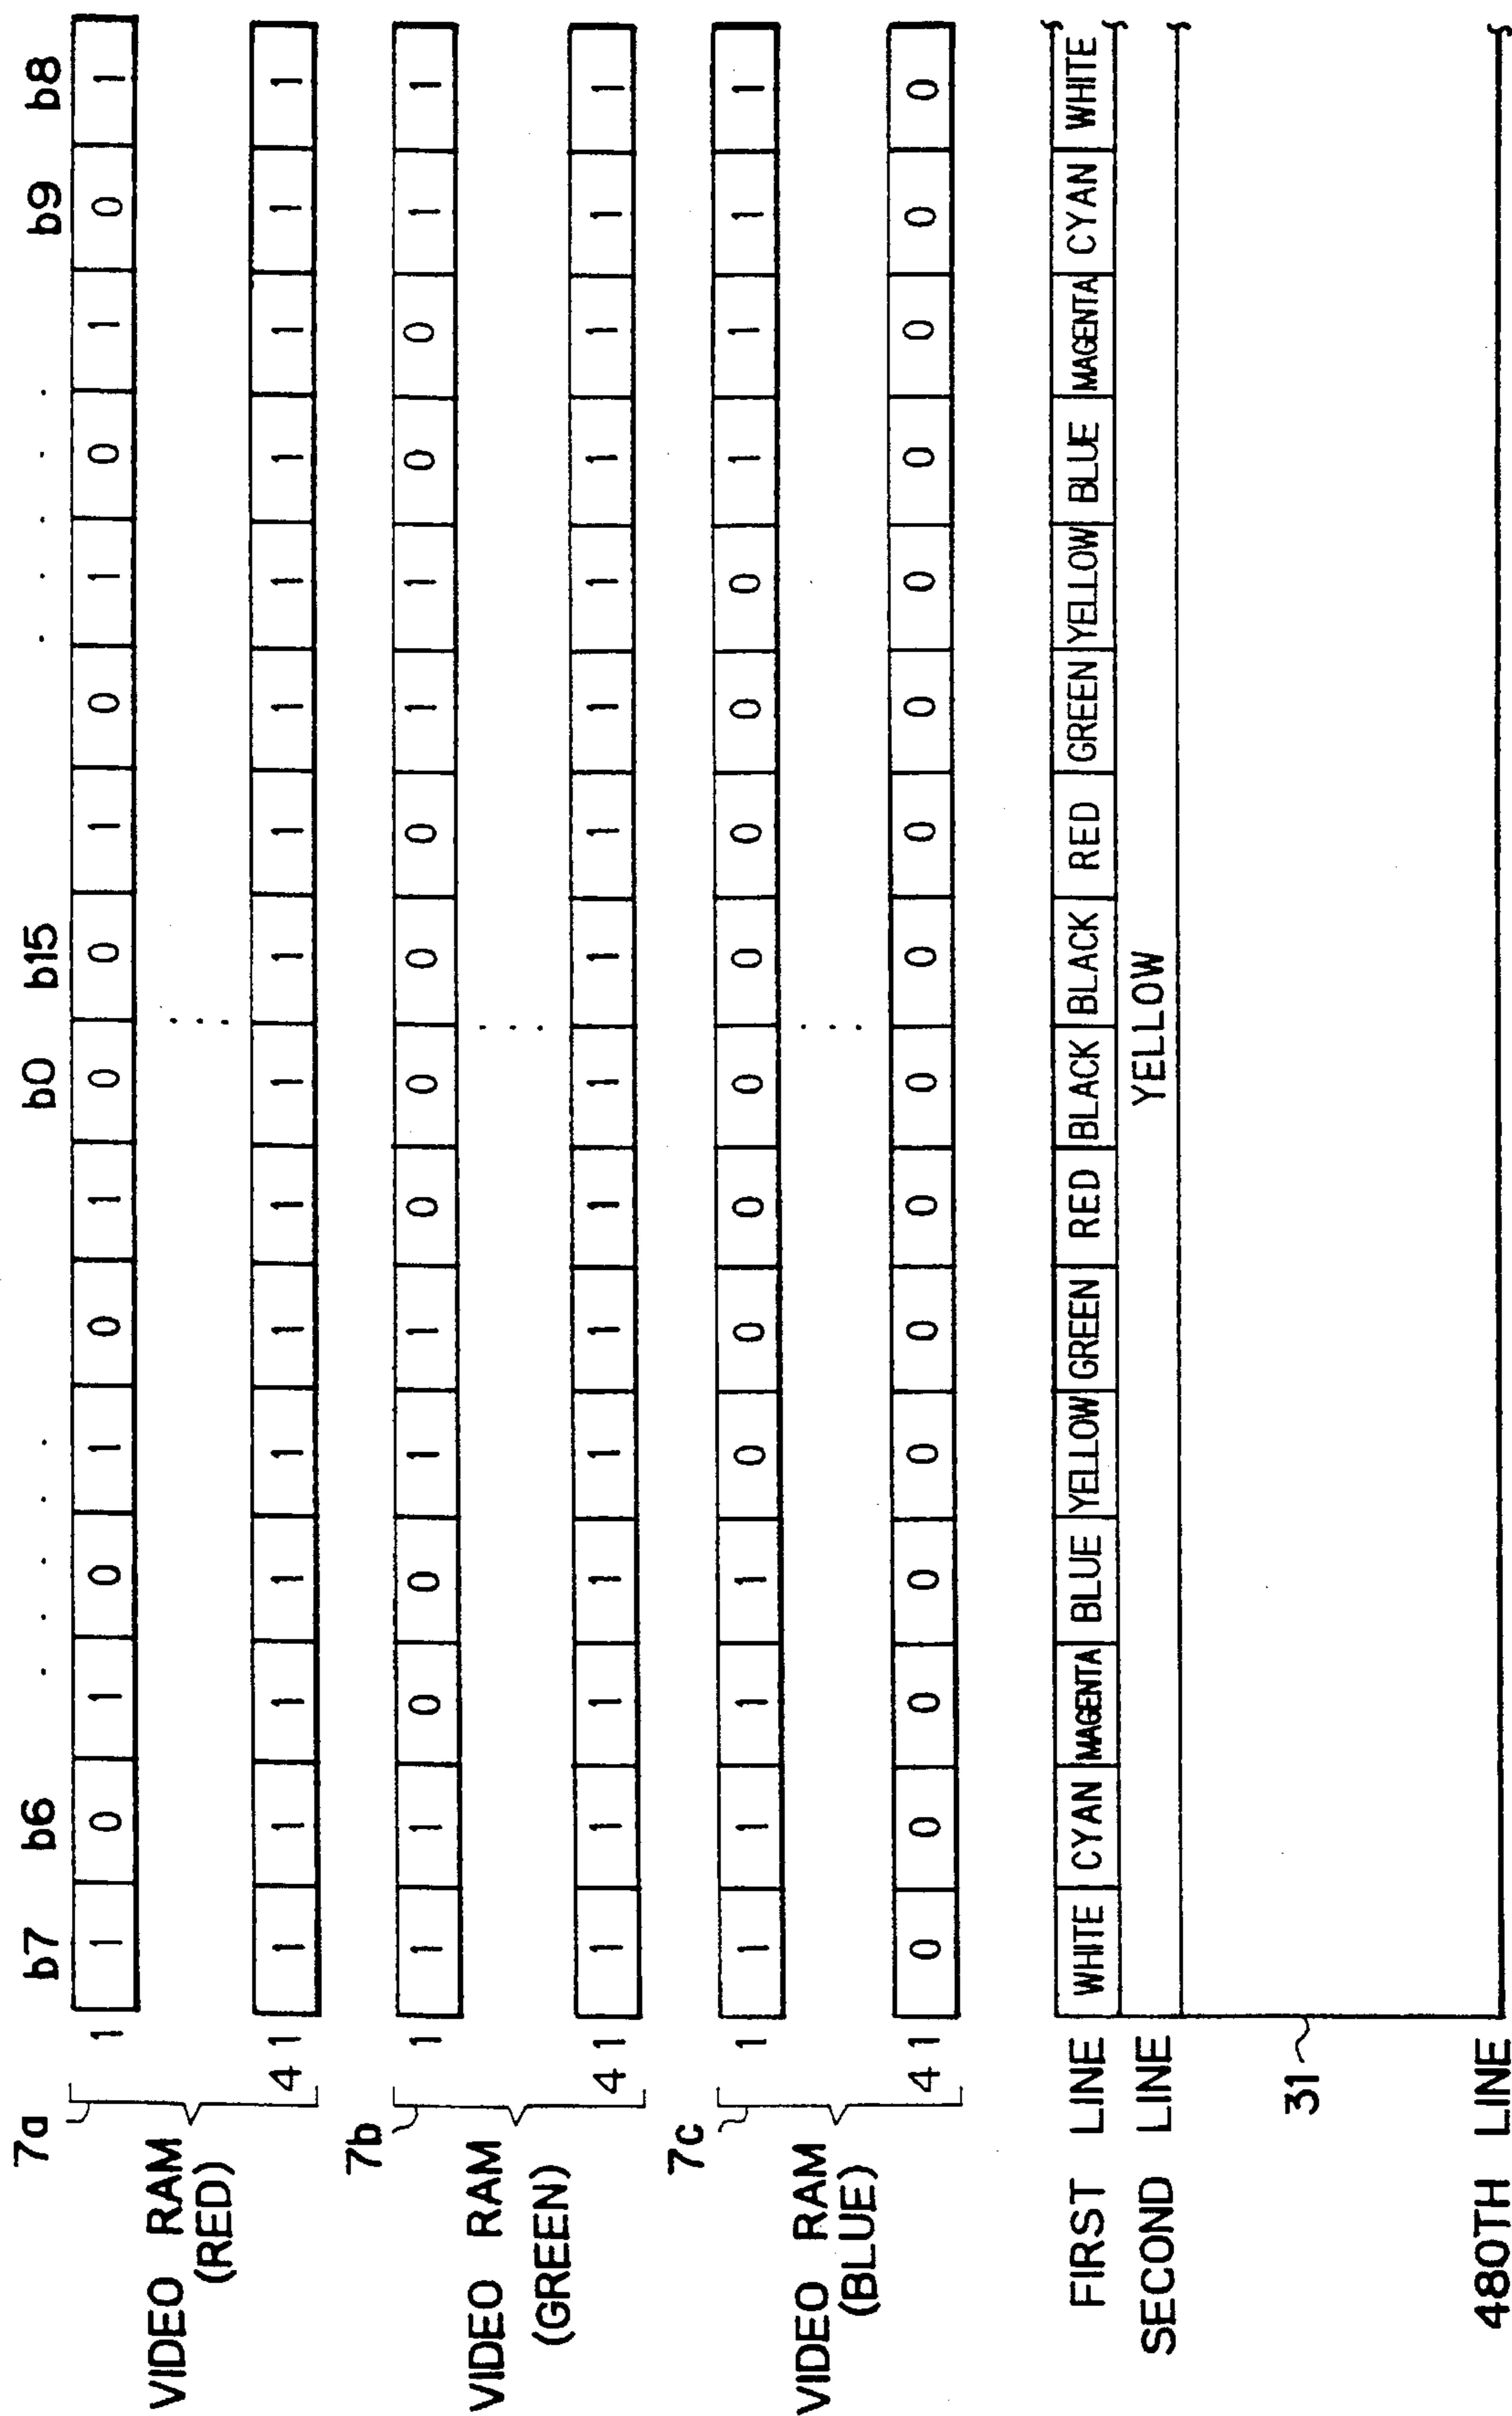 b7 b6 . . . . . b0 b15 . . . . . b9 b8
7a
VIDEO RAM (RED)
1 1 0 1 0 1 0 1 0 0 1 0 1 0 1 0 1
. . .
41 1 1 1 1 1 1 1 1 1 1 1 1 1 1 1 1
7b
VIDEO RAM (GREEN)
1 1 1 0 0 1 1 0 0 0 0 1 1 0 0 1 1
. . .
41 1 1 1 1 1 1 1 1 1 1 1 1 1 1 1 1
7c
VIDEO RAM (BLUE)
1 1 1 1 1 0 0 0 0 0 0 0 0 1 1 1 1
. . .
41 0 0 0 0 0 0 0 0 0 0 0 0 0 0 0 0
FIRST LINE WHITE CYAN MAGENTA BLUE YELLOW GREEN RED BLACK BLACK RED GREEN YELLOW BLUE MAGENTA CYAN WHITE
SECOND LINE YELLOW
31
480TH LINE